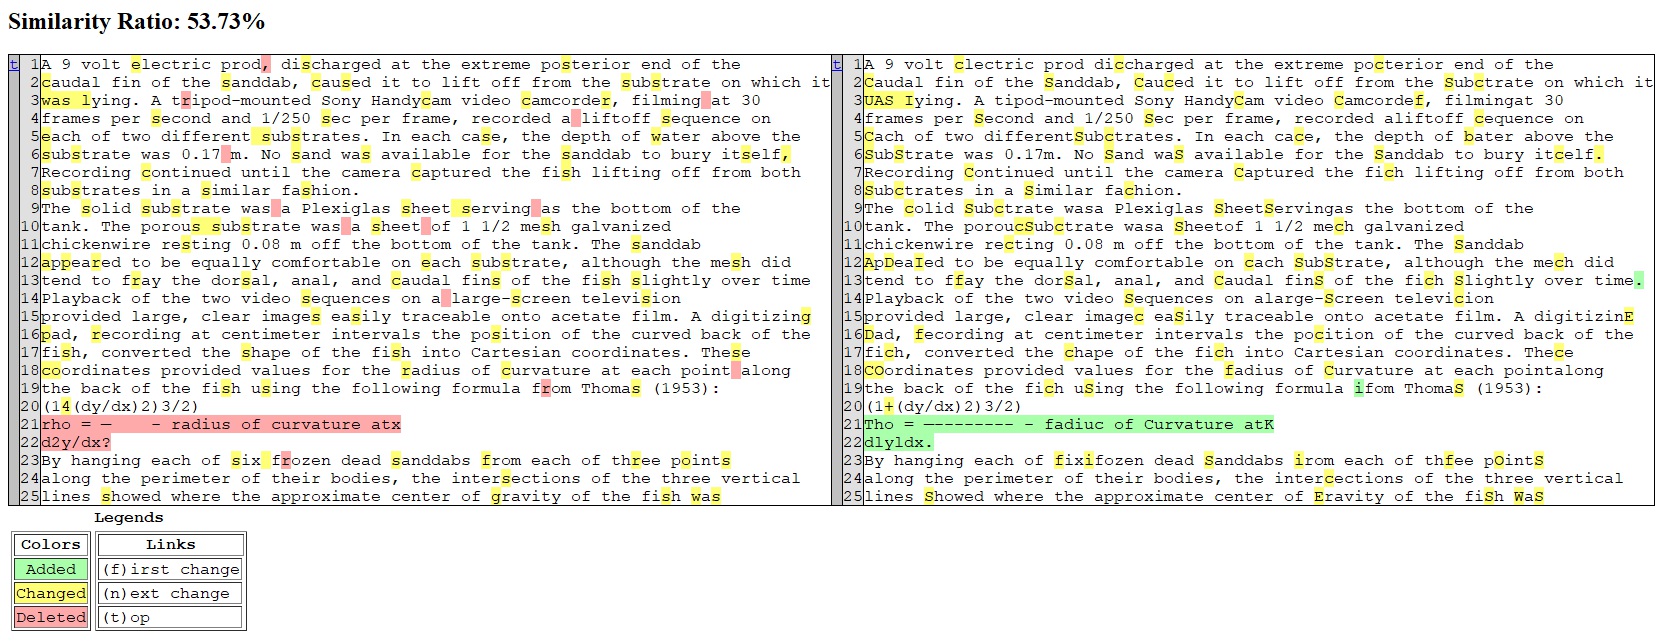 Similarity Ratio: 53.73%
t 1 A 9 volt electric prod, discharged at the extreme posterior end of the
2 caudal fin of the sanddab, caused it to lift off from the substrate on which it
3 was lying. A tripod-mounted Sony Handycam video camcorder, filming at 30
4 frames per second and 1/250 sec per frame, recorded a liftoff sequence on
5 each of two different substrates. In each case, the depth of water above the
6 substrate was 0.17 m. No sand was available for the sanddab to bury itself,
7 Recording continued until the camera captured the fish lifting off from both
8 substrates in a similar fashion.
9 The solid substrate was a Plexiglas sheet serving as the bottom of the
10 tank. The porous substrate was a sheet of 1 1/2 mesh galvanized
11 chickenwire resting 0.08 m off the bottom of the tank. The sanddab
12 appeared to be equally comfortable on each substrate, although the mesh did
13 tend to fray the dorsal, anal, and caudal fins of the fish slightly over time
14 Playback of the two video sequences on a large-screen television
15 provided large, clear images easily traceable onto acetate film. A digitizing
16 pad, recording at centimeter intervals the position of the curved back of the
17 fish, converted the shape of the fish into Cartesian coordinates. These
18 coordinates provided values for the radius of curvature at each point along
19 the back of the fish using the following formula from Thomas (1953):
20 (14(dy/dx)2)3/2)
21 rho = — - radius of curvature atx
22 d2y/dx?
23 By hanging each of six frozen dead sanddabs from each of three points
24 along the perimeter of their bodies, the intersections of the three vertical
25 lines showed where the approximate center of gravity of the fish was
t 1 A 9 volt clectric prod diccharged at the extreme pocterior end of the
2 Caudal fin of the Sanddab, Cauced it to lift off from the Subctrate on which it
3 UAS Iying. A tipod-mounted Sony HandyCam video Camcordef, filmingat 30
4 frames per Second and 1/250 Sec per frame, recorded aliftoff cequence on
5 Cach of two differentSubctrates. In each cace, the depth of bater above the
6 SubStrate was 0.17m. No Sand waS available for the Sanddab to bury itcelf.
7 Recording Continued until the camera Captured the fich lifting off from both
8 Subctrates in a Similar fachion.
9 The colid Subctrate wasa Plexiglas SheetServingas the bottom of the
10 tank. The poroucSubctrate wasa Sheetof 1 1/2 mech galvanized
11 chickenwire recting 0.08 m off the bottom of the tank. The Sanddab
12 ApDeaIed to be equally comfortable on cach SubStrate, although the mech did
13 tend to ffay the dorSal, anal, and Caudal finS of the fich Slightly over time.
14 Playback of the two video Sequences on alarge-Screen televicion
15 provided large, clear imagec eaSily traceable onto acetate film. A digitizinE
16 Dad, fecording at centimeter intervals the pocition of the curved back of the
17 fich, converted the chape of the fich into Cartesian coordinates. Thece
18 COordinates provided values for the fadius of Curvature at each pointalong
19 the back of the fich uSing the following formula ifom ThomaS (1953):
20 (1+(dy/dx)2)3/2)
21 Tho = —--------- - fadiuc of Curvature atK
22 dlyldx.
23 By hanging each of fixifozen dead Sanddabs irom each of thfee pOintS
24 along the perimeter of their bodies, the intercections of the three vertical
25 lines Showed where the approximate center of Eravity of the fiSh WaS
Legends
Colors Links
Added (f)irst change
Changed (n)ext change
Deleted (t)op